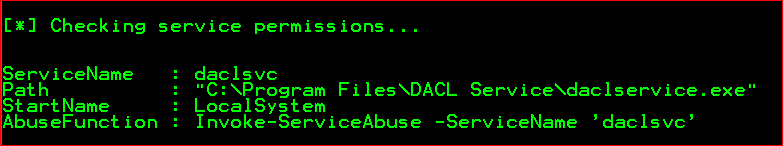 [*] Checking service permissions...
ServiceName   : daclsvc
Path          : "C:\Program Files\DACL Service\daclservice.exe"
StartName     : LocalSystem
AbuseFunction : Invoke-ServiceAbuse -ServiceName 'daclsvc'